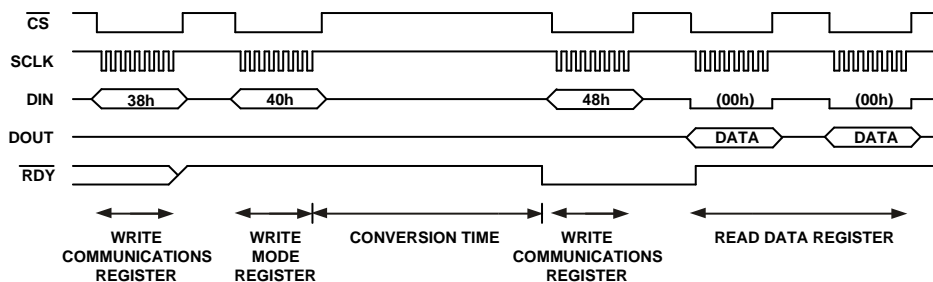 CS
SCLK
DIN 38h 40h 48h (00h) (00h)
DOUT DATA DATA
RDY
WRITE
COMMUNICATIONS
REGISTER
WRITE
MODE
REGISTER
CONVERSION TIME
WRITE
COMMUNICATIONS
REGISTER
READ DATA REGISTER